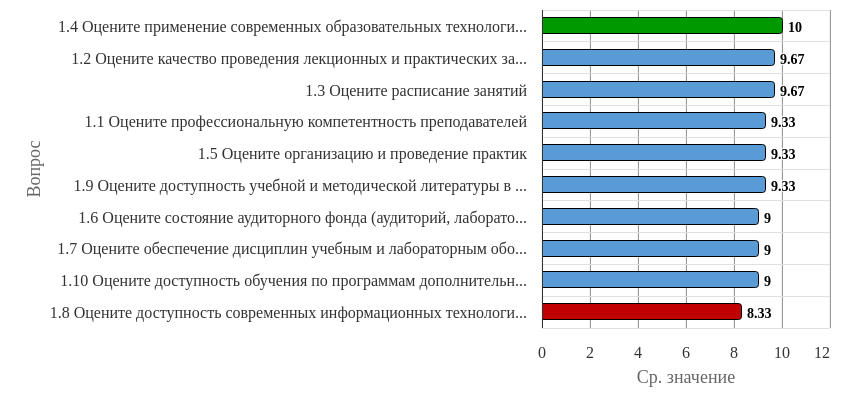 1.4 Оцените применение современных образовательных технологи... 10
1.2 Оцените качество проведения лекционных и практических за... 9.67
1.3 Оцените расписание занятий 9.67
1.1 Оцените профессиональную компетентность преподавателей 9.33
1.5 Оцените организацию и проведение практик 9.33
1.9 Оцените доступность учебной и методической литературы в ... 9.33
1.6 Оцените состояние аудиторного фонда (аудиторий, лаборато... 9
1.7 Оцените обеспечение дисциплин учебным и лабораторным обо... 9
1.10 Оцените доступность обучения по программам дополнительн... 9
1.8 Оцените доступность современных информационных технологи... 8.33
Вопрос
0 2 4 6 8 10 12
Ср. значение